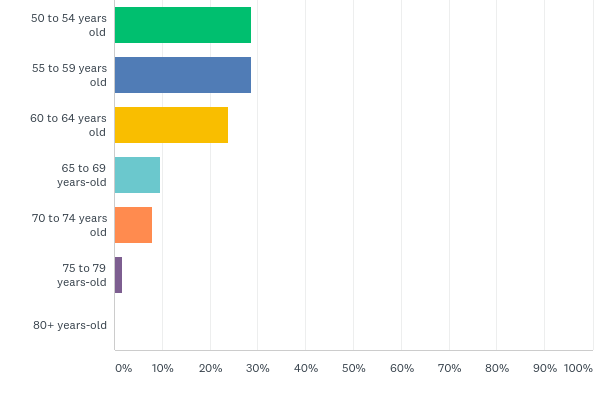 50 to 54 years
old
55 to 59 years
old
60 to 64 years
old
65 to 69
years-old
70 to 74 years
old
75 to 79
years-old
80+ years-old
0% 10% 20% 30% 40% 50% 60% 70% 80% 90% 100%